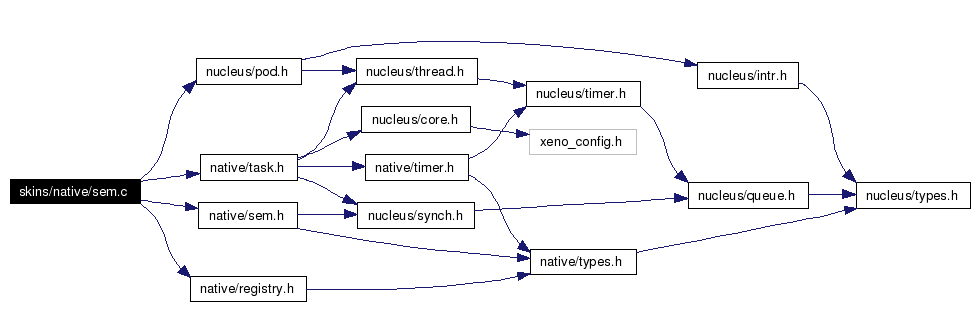 skins/native/sem.c
nucleus/pod.h
native/task.h
native/sem.h
native/registry.h
nucleus/thread.h
nucleus/core.h
native/timer.h
nucleus/synch.h
nucleus/timer.h
xeno_config.h
native/types.h
nucleus/intr.h
nucleus/queue.h
nucleus/types.h